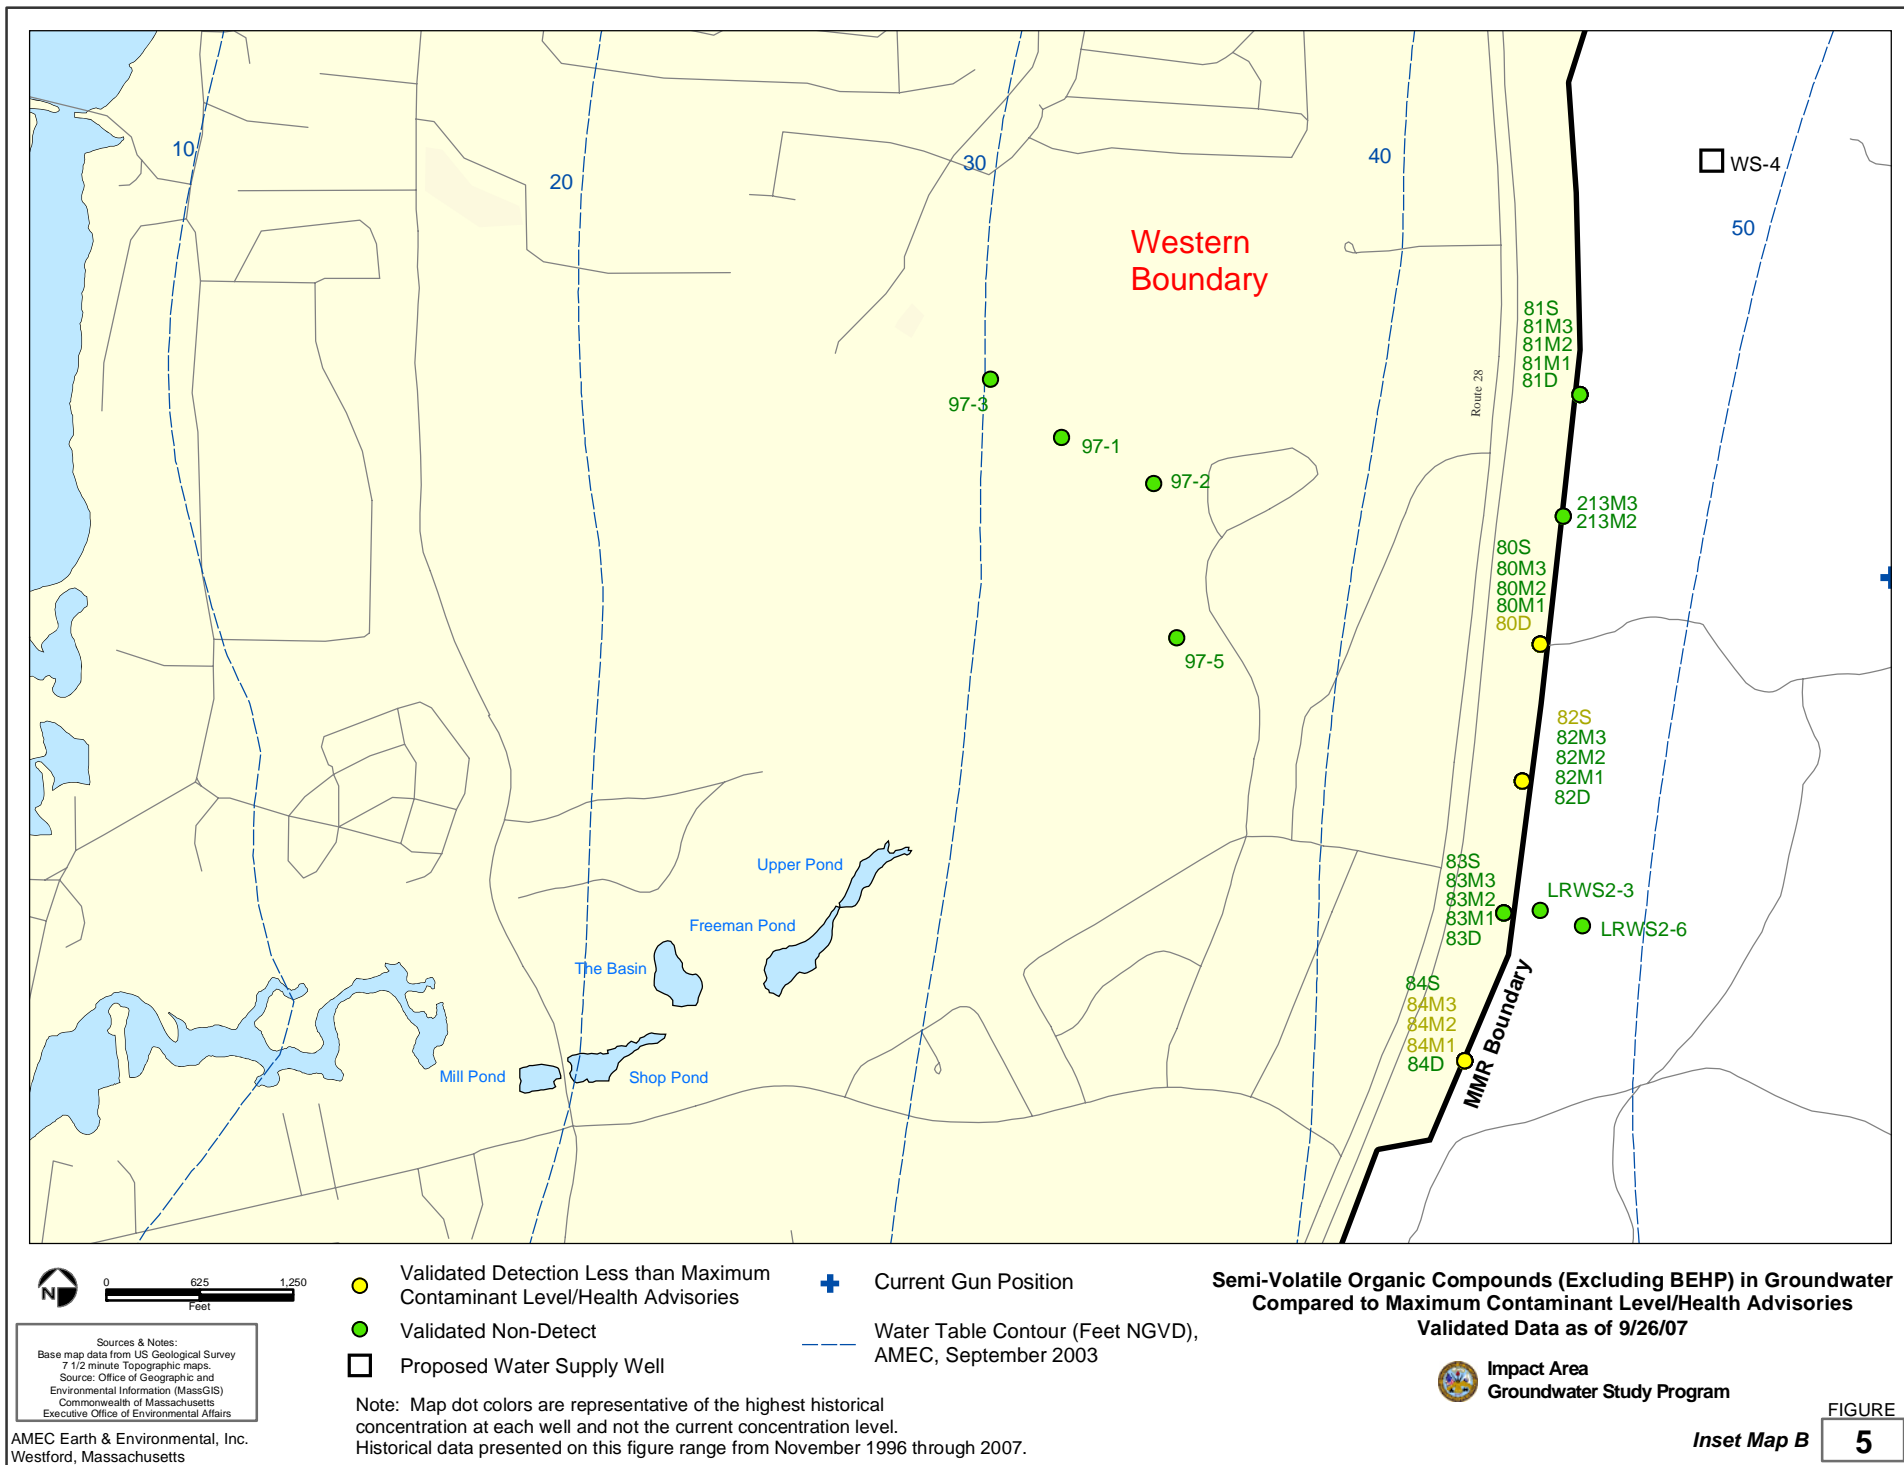 10
20
30
40
50
WS-4
Western
Boundary
81S
81M3
81M2
81M1
81D
Route 28
97-3
97-1
97-2
213M3
213M2
80S
80M3
80M2
80M1
80D
97-5
82S
82M3
82M2
82M1
82D
Upper Pond
83S
83M3
83M2
83M1
83D
LRWS2-3
LRWS2-6
Freeman Pond
The Basin
84S
84M3
84M2
84M1
84D
MMR Boundary
Mill Pond
Shop Pond
N
0 625 1,250
Feet
Sources & Notes:
Base map data from US Geological Survey
7 1/2 minute Topographic maps.
Source: Office of Geographic and
Environmental Information (MassGIS)
Commonwealth of Massachusetts
Executive Office of Environmental Affairs
AMEC Earth & Environmental, Inc.
Westford, Massachusetts
Validated Detection Less than Maximum
Contaminant Level/Health Advisories
Validated Non-Detect
Proposed Water Supply Well
Current Gun Position
Water Table Contour (Feet NGVD),
AMEC, September 2003
Note: Map dot colors are representative of the highest historical
concentration at each well and not the current concentration level.
Historical data presented on this figure range from November 1996 through 2007.
Semi-Volatile Organic Compounds (Excluding BEHP) in Groundwater
Compared to Maximum Contaminant Level/Health Advisories
Validated Data as of 9/26/07
Impact Area
Groundwater Study Program
Inset Map B
FIGURE
5